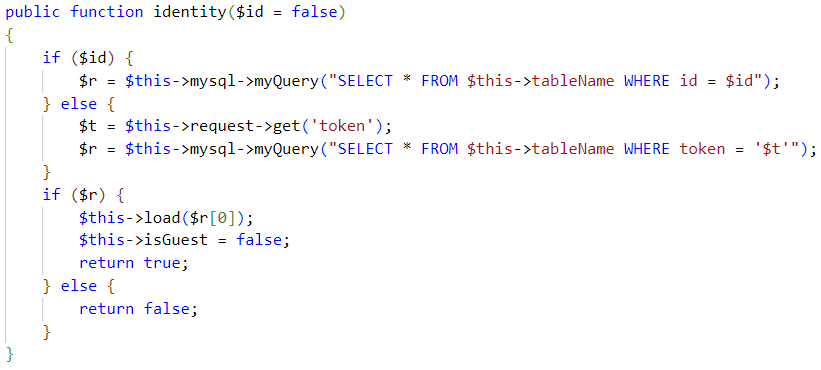 public function identity($id = false)
{
    if ($id) {
        $r = $this->mysql->myQuery("SELECT * FROM $this->tableName WHERE id = $id");
    } else {
        $t = $this->request->get('token');
        $r = $this->mysql->myQuery("SELECT * FROM $this->tableName WHERE token = '$t'");
    }
    if ($r) {
        $this->load($r[0]);
        $this->isGuest = false;
        return true;
    } else {
        return false;
    }
}